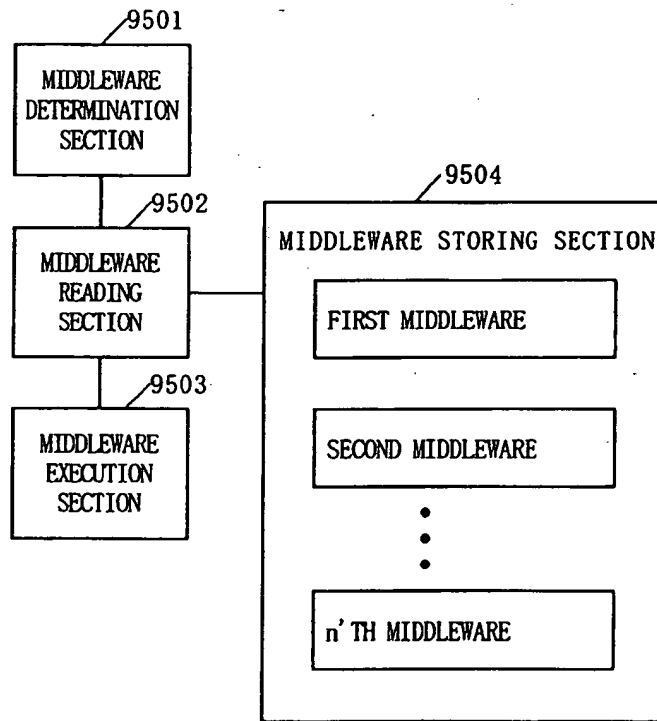 9501
MIDDLEWARE
DETERMINATION
SECTION
9502
MIDDLEWARE
READING
SECTION
9503
MIDDLEWARE
EXECUTION
SECTION
9504
MIDDLEWARE STORING SECTION
FIRST MIDDLEWARE
SECOND MIDDLEWARE
n'TH MIDDLEWARE